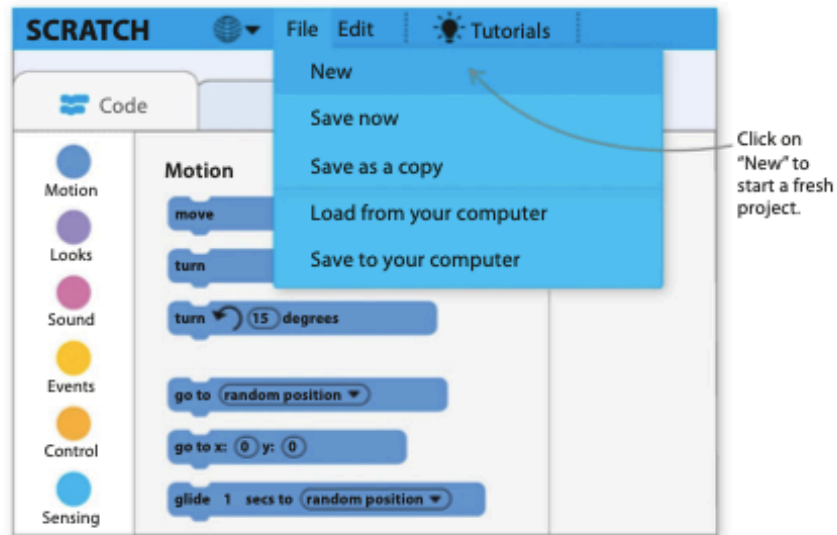 SCRATCH File Edit Tutorials
New
Save now
Save as a copy
Load from your computer
Save to your computer
Click on
"New" to
start a fresh
project.
Code
Motion
Looks
Sound
Events
Control
Sensing
Motion
move
turn
turn 15 degrees
go to random position
go to x: 0 y: 0
glide 1 secs to random position